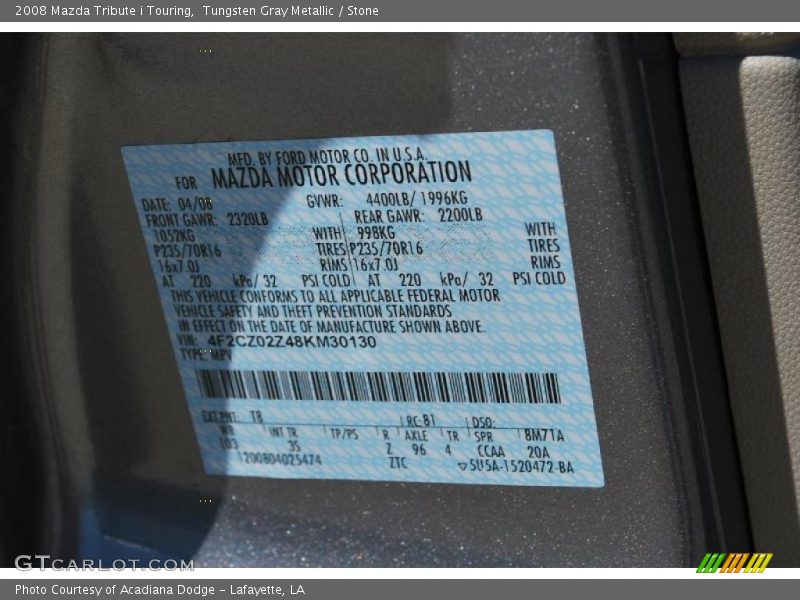 2008 Mazda Tribute i Touring,  Tungsten Gray Metallic / Stone
MFD. BY FORD MOTOR CO. IN U.S.A.
FOR MAZDA MOTOR CORPORATION
DATE: 04/08 GVWR: 4400LB/ 1996KG
FRONT GAWR: 2320LB REAR GAWR: 2200LB
1052KG WITH 998KG WITH
P235/70R16 TIRES P235/70R16 TIRES
16x7.0J RIMS 16x7.0J RIMS
AT 220 kPa/ 32 PSI COLD AT 220 kPa/ 32 PSI COLD
THIS VEHICLE CONFORMS TO ALL APPLICABLE FEDERAL MOTOR
VEHICLE SAFETY AND THEFT PREVENTION STANDARDS
IN EFFECT ON THE DATE OF MANUFACTURE SHOWN ABOVE.
VIN: 4F2CZ02Z48KM30130
TYPE: MPV
EXT PNT: T8 RC: 81 DSO:
WB INT TR TP/PS R AXLE TR SPR 8M71A
103 3S Z 96 4 CCAA 20A
1200804025474 ZTC 5U5A-1520472-BA
GTCARLOT.COM
Photo Courtesy of Acadiana Dodge - Lafayette, LA